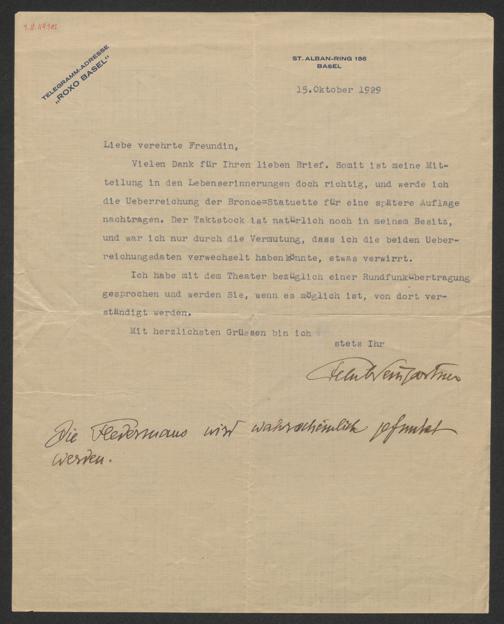 TELEGRAMM-ADRESSE
„ROXO BASEL"
ST. ALBAN-RING 186
BASEL
15.Oktober 1929
Liebe verehrte Freundin,
Vielen Dank für Ihren lieben Brief. Somit ist meine Mit-
teilung in den Lebenserinnerungen doch richtig, und werde ich
die Ueberreichung der Bronce=Statuette für eine spätere Auflage
nachtragen. Der Taktstock ist natürlich noch in meinem Besitz,
und war ich nur durch die Vermutung, dass ich die beiden Ueber-
reichungsdaten verwechselt haben könnte, etwas verwirrt.
Ich habe mit dem Theater bezüglich einer Rundfunkübertragung
gesprochen und werden Sie, wenn es möglich ist, von dort ver-
ständigt werden.
Mit herzlichsten Grüssen bin ich
stets Ihr
Felix Weingartner
Die Fledermaus wird wahrscheinlich gefunkt
werden.